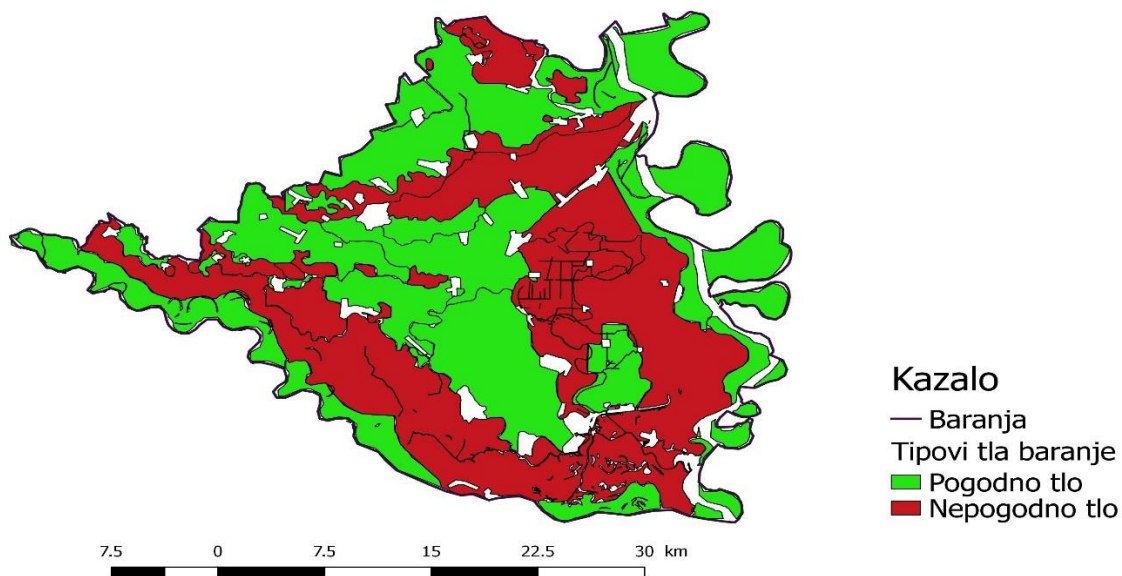 Kazalo
Baranja
Tipovi tla baranje
Pogodno tlo
Nepogodno tlo
7.5 0 7.5 15 22.5 30 km